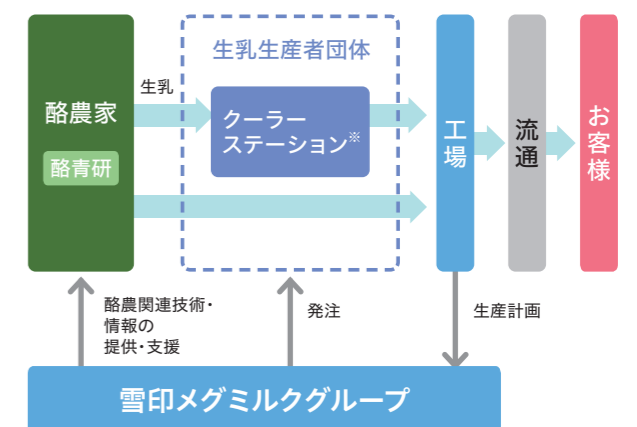 生乳生産者団体
生乳
酪農家
酪青研
クーラー
ステーション※
工場
流通
お客様
酪農関連技術・
情報の
提供・支援
発注
生産計画
雪印メグミルクグループ